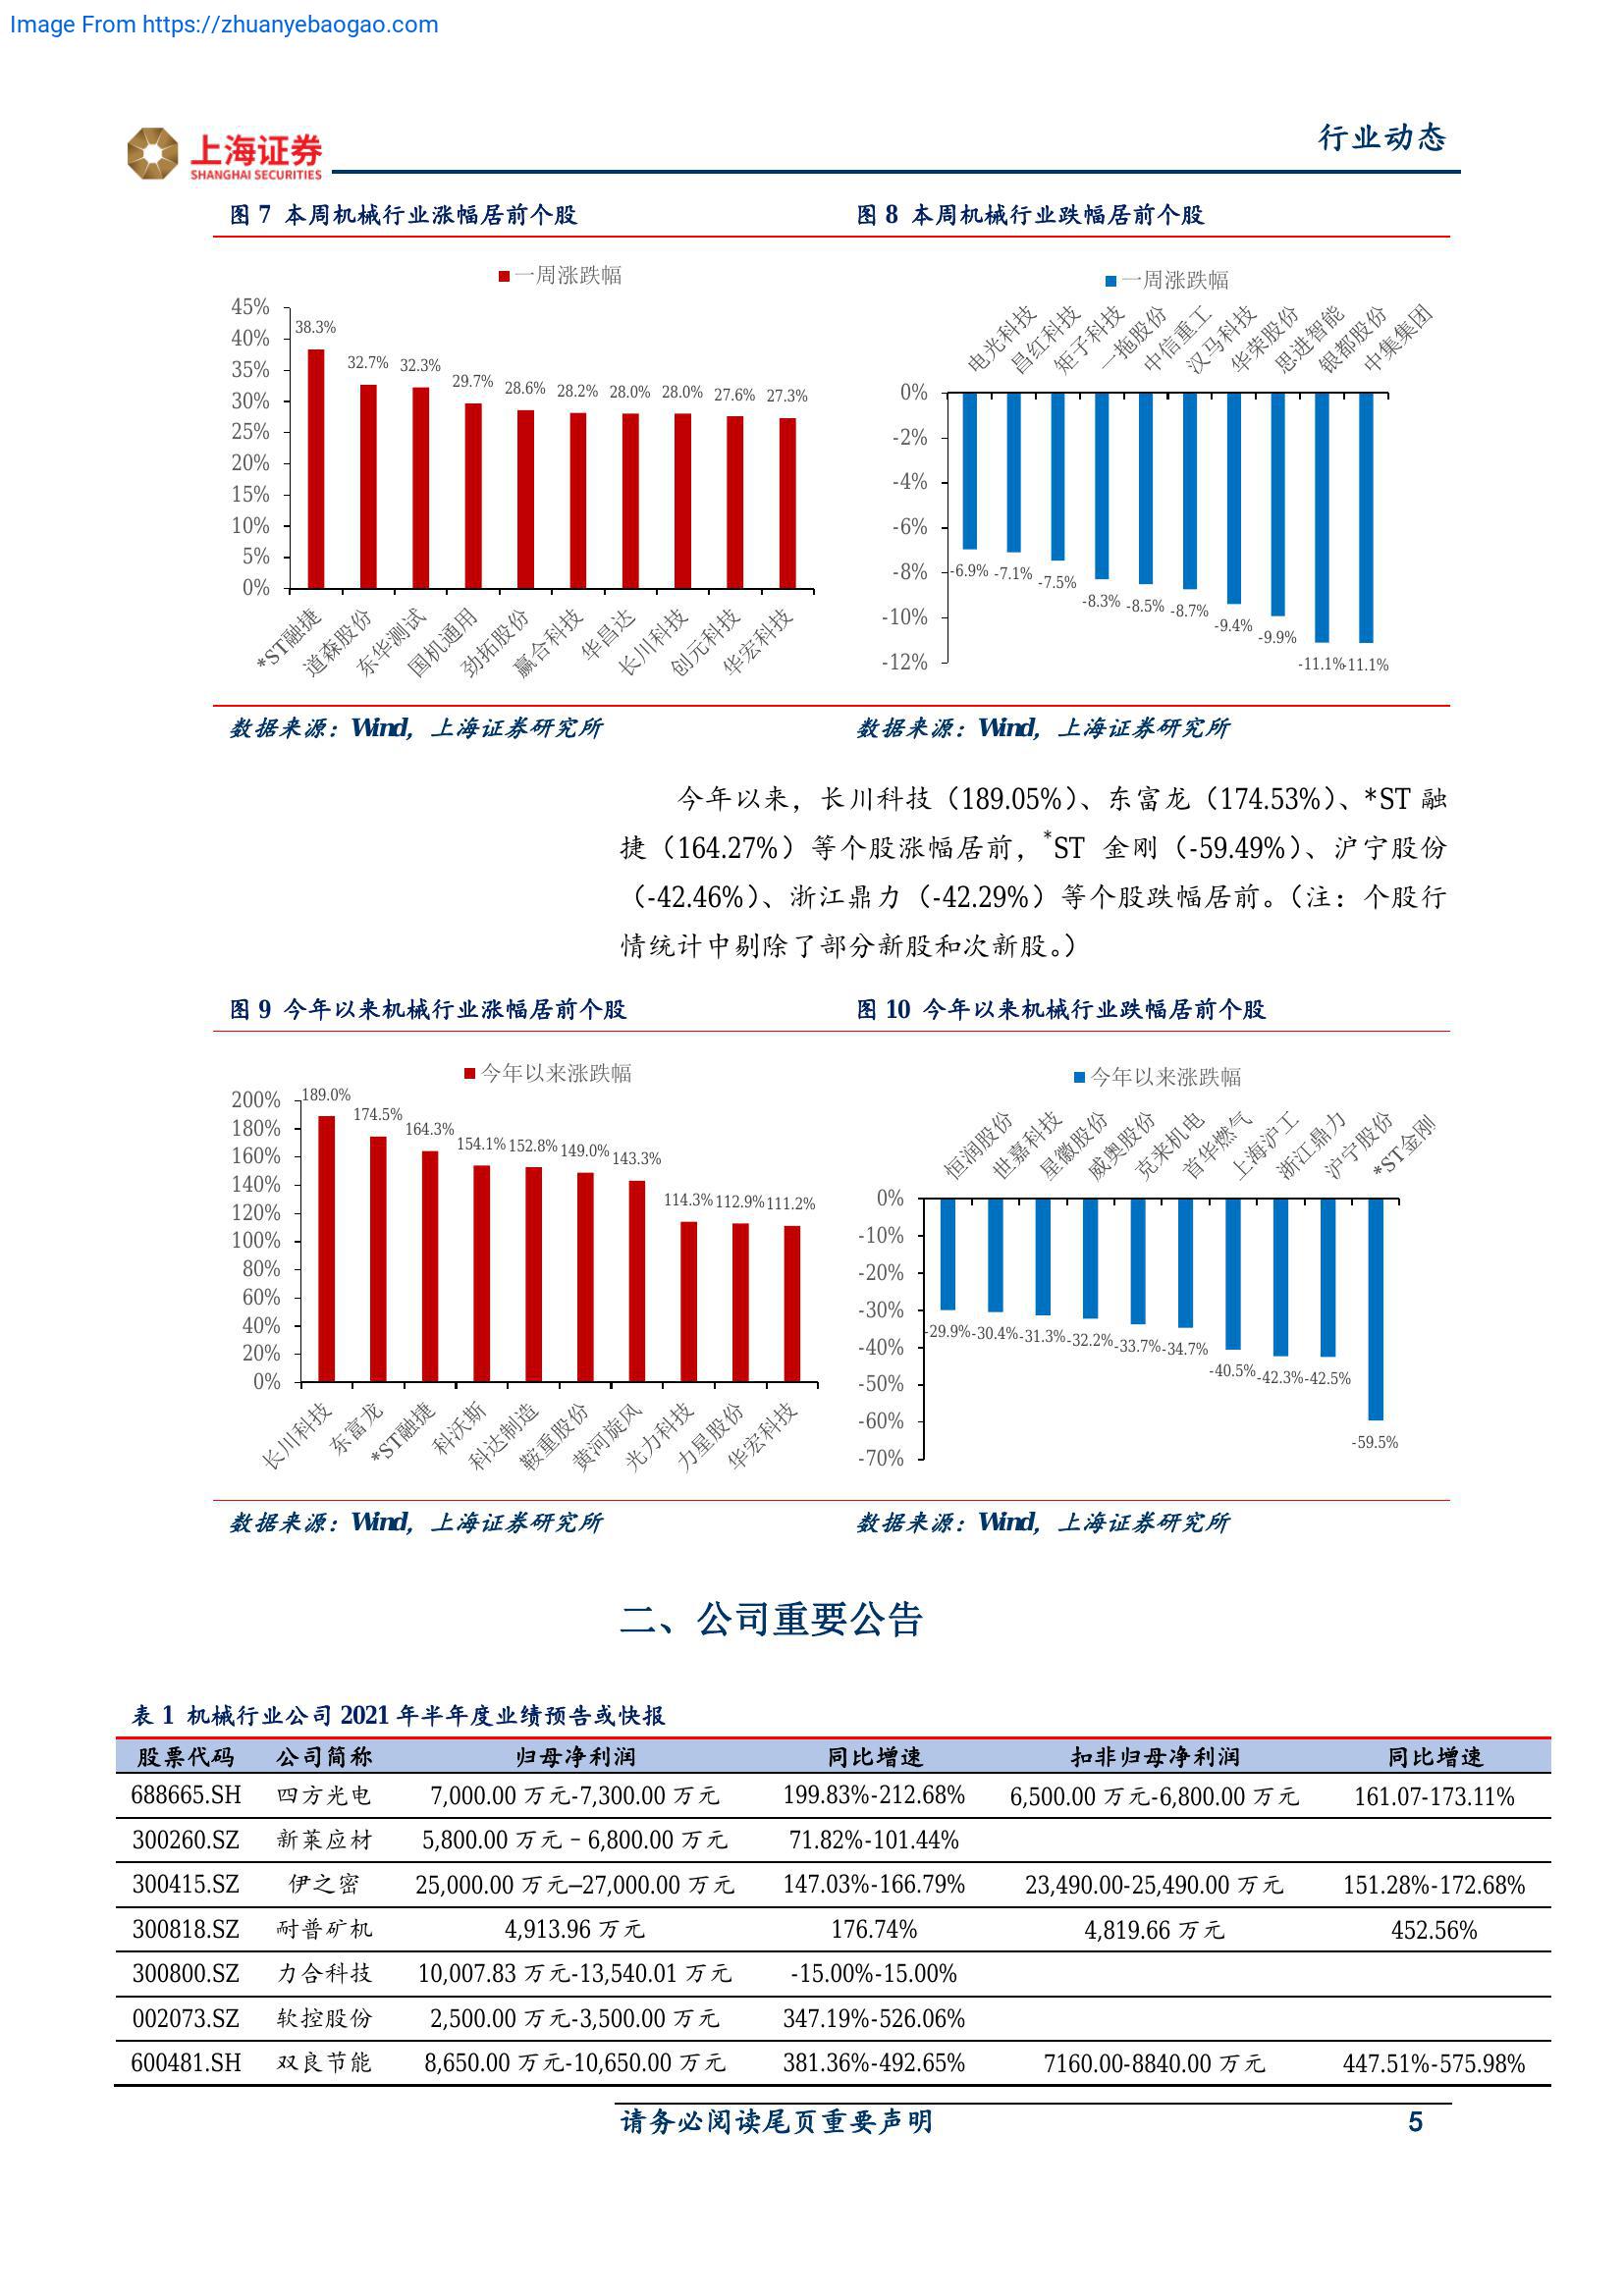 Image From https://zhuanyebaogao.com
上海证券
SHANGHAI SECURITIES
行业动态
图 7 本周机械行业涨幅居前个股
一周涨跌幅
45%
40%
35%
30%
25%
20%
15%
10%
5%
0%
38.3%
32.7%
32.3%
29.7%
28.6%
28.2%
28.0%
28.0%
27.6%
27.3%
*ST融捷
道森股份
东华测试
国机通用
劲拓股份
赢合科技
华昌达
长川科技
创元科技
华宏科技
数据来源：Wind，上海证券研究所
图 8 本周机械行业跌幅居前个股
一周涨跌幅
电光科技
昌红科技
矩子科技
一拖股份
中信重工
汉马科技
华荣股份
思进智能
银都股份
中集集团
0%
-2%
-4%
-6%
-8%
-10%
-12%
-6.9%
-7.1%
-7.5%
-8.3%
-8.5%
-8.7%
-9.4%
-9.9%
-11.1%
-11.1%
数据来源：Wind，上海证券研究所
今年以来，长川科技（189.05%）、东富龙（174.53%）、*ST 融
捷（164.27%）等个股涨幅居前，*ST 金刚（-59.49%）、沪宁股份
（-42.46%）、浙江鼎力（-42.29%）等个股跌幅居前。（注：个股行
情统计中剔除了部分新股和次新股。）
图 9 今年以来机械行业涨幅居前个股
今年以来涨跌幅
200%
180%
160%
140%
120%
100%
80%
60%
40%
20%
0%
189.0%
174.5%
164.3%
154.1%
152.8%
149.0%
143.3%
114.3%
112.9%
111.2%
长川科技
东富龙
*ST融捷
科沃斯
科达制造
鞍重股份
黄河旋风
光力科技
力星股份
华宏科技
数据来源：Wind，上海证券研究所
图 10 今年以来机械行业跌幅居前个股
今年以来涨跌幅
恒润股份
世嘉科技
星徽股份
威奥股份
克来机电
首华燃气
上海沪工
浙江鼎力
沪宁股份
*ST金刚
0%
-10%
-20%
-30%
-40%
-50%
-60%
-70%
-29.9%
-30.4%
-31.3%
-32.2%
-33.7%
-34.7%
-40.5%
-42.3%
-42.5%
-59.5%
数据来源：Wind，上海证券研究所
二、公司重要公告
表 1 机械行业公司 2021 年半年度业绩预告或快报
股票代码 公司简称 归母净利润 同比增速 扣非归母净利润 同比增速
688665.SH 四方光电 7,000.00 万元-7,300.00 万元 199.83%-212.68% 6,500.00 万元-6,800.00 万元 161.07-173.11%
300260.SZ 新莱应材 5,800.00 万元－6,800.00 万元 71.82%-101.44%
300415.SZ 伊之密 25,000.00 万元–27,000.00 万元 147.03%-166.79% 23,490.00-25,490.00 万元 151.28%-172.68%
300818.SZ 耐普矿机 4,913.96 万元 176.74% 4,819.66 万元 452.56%
300800.SZ 力合科技 10,007.83 万元-13,540.01 万元 -15.00%-15.00%
002073.SZ 软控股份 2,500.00 万元-3,500.00 万元 347.19%-526.06%
600481.SH 双良节能 8,650.00 万元-10,650.00 万元 381.36%-492.65% 7160.00-8840.00 万元 447.51%-575.98%
请务必阅读尾页重要声明 5